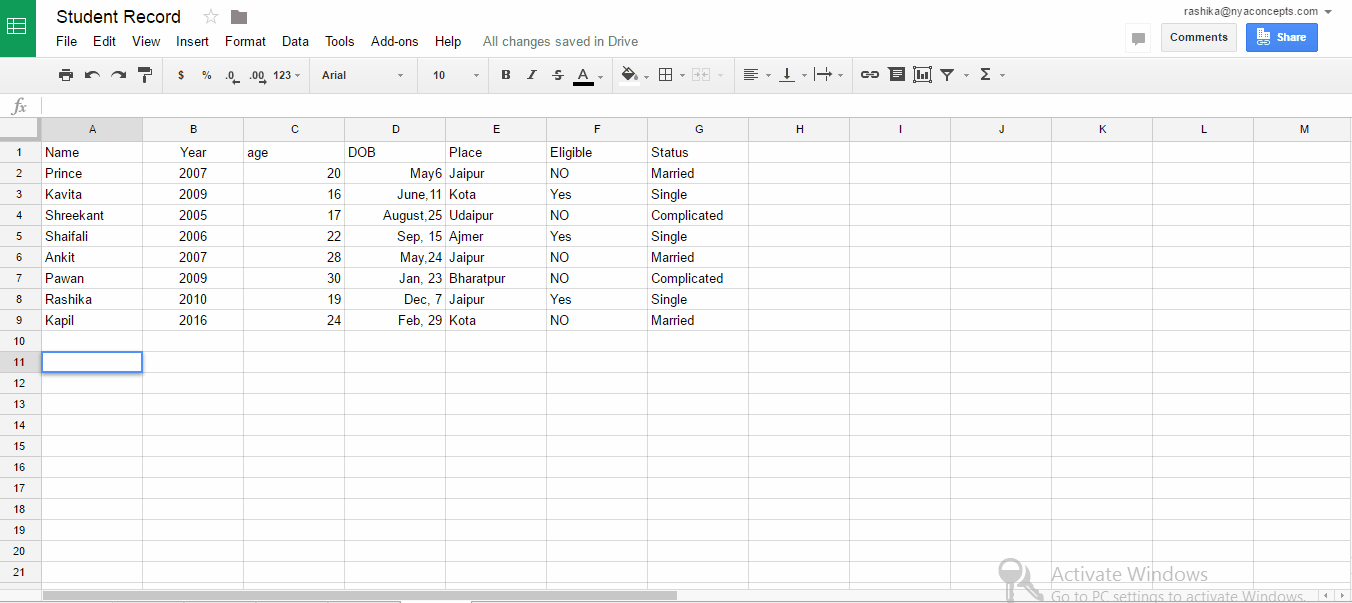 Student Record
rashika@nyaconcepts.com
File Edit View Insert Format Data Tools Add-ons Help All changes saved in Drive
Comments Share
$ % .0 .00 123 Arial 10 B I S A Σ
fx
A B C D E F G H I J K L M
1 Name Year age DOB Place Eligible Status
2 Prince 2007 20 May6 Jaipur NO Married
3 Kavita 2009 16 June,11 Kota Yes Single
4 Shreekant 2005 17 August,25 Udaipur NO Complicated
5 Shaifali 2006 22 Sep, 15 Ajmer Yes Single
6 Ankit 2007 28 May,24 Jaipur NO Married
7 Pawan 2009 30 Jan, 23 Bharatpur NO Complicated
8 Rashika 2010 19 Dec, 7 Jaipur Yes Single
9 Kapil 2016 24 Feb, 29 Kota NO Married
10
11
12
13
14
15
16
17
18
19
20
21
Activate Windows
Go to PC settings to activate Windows.